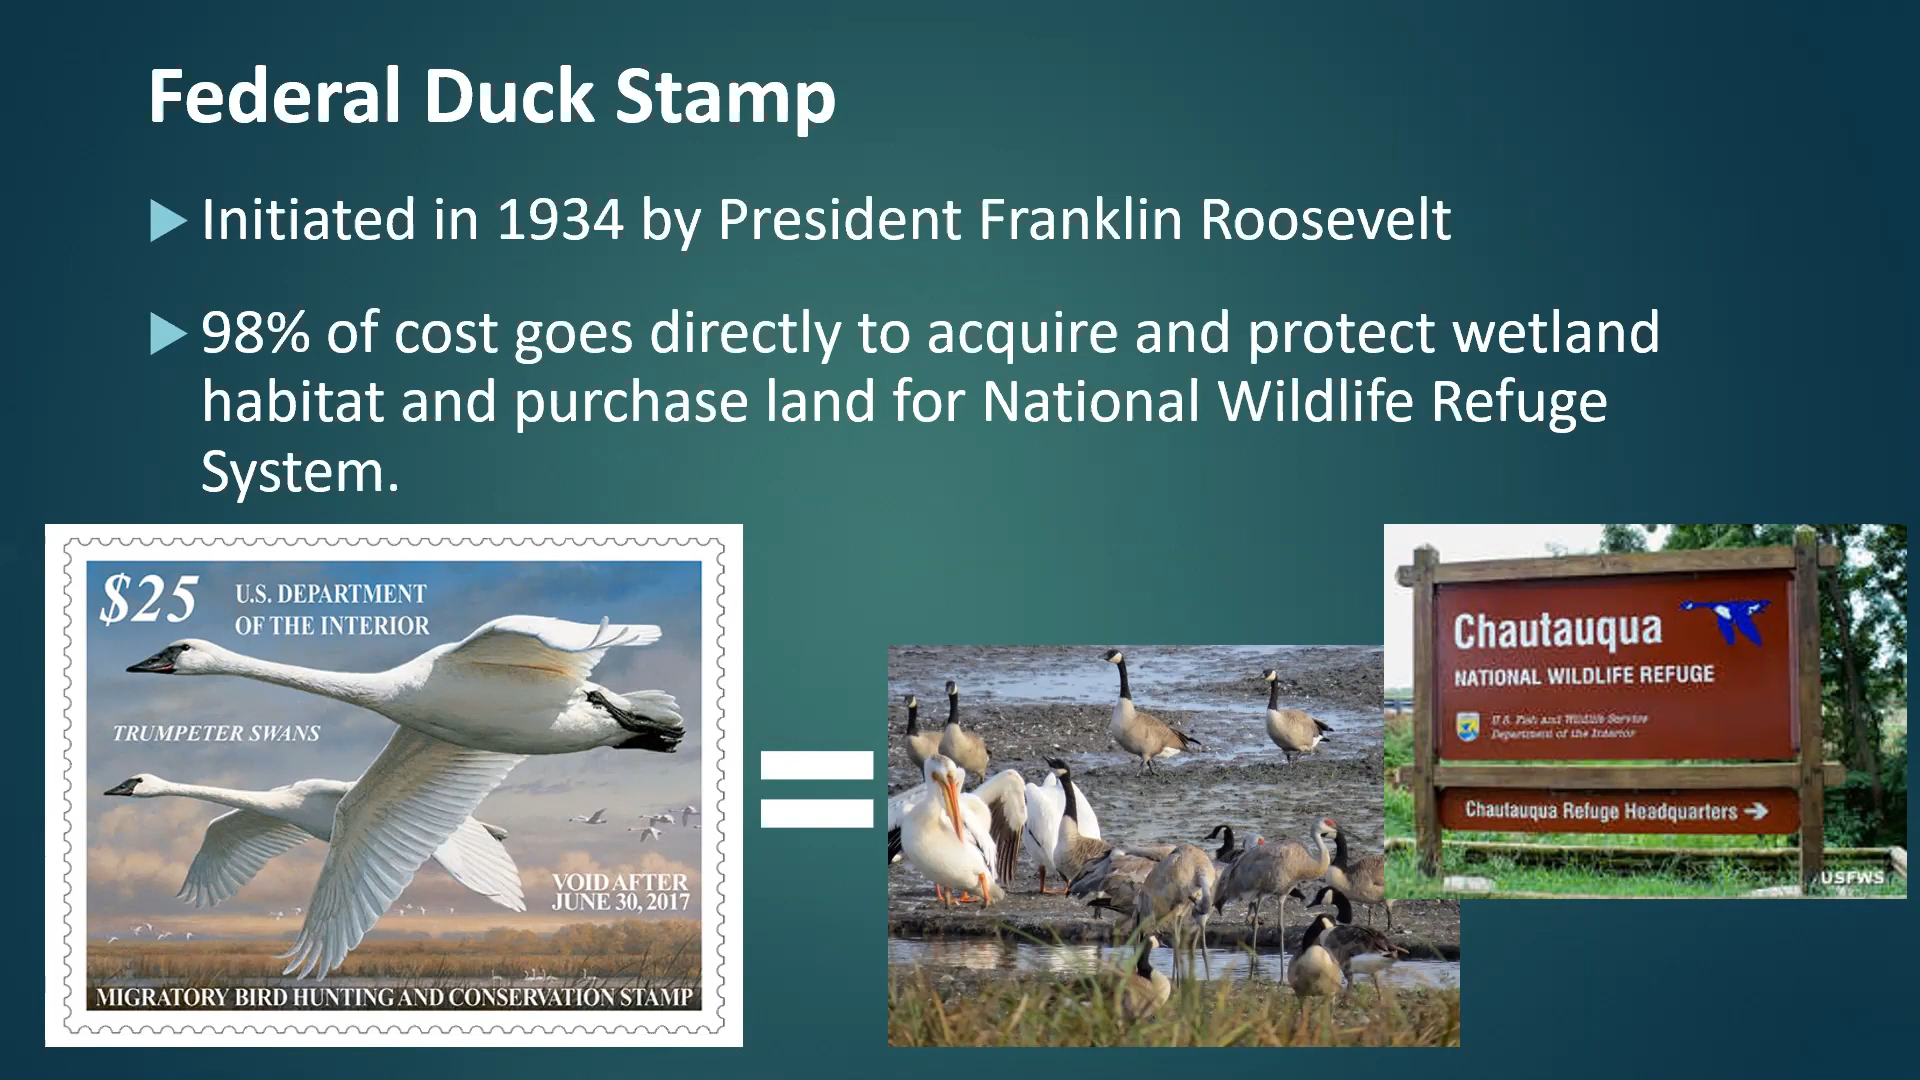 Federal Duck Stamp
Initiated in 1934 by President Franklin Roosevelt
98% of cost goes directly to acquire and protect wetland
habitat and purchase land for National Wildlife Refuge
System.
$25
U.S. DEPARTMENT
OF THE INTERIOR
TRUMPETER SWANS
VOID AFTER
JUNE 30, 2017
MIGRATORY BIRD HUNTING AND CONSERVATION STAMP
Chautauqua
NATIONAL WILDLIFE REFUGE
U.S. Fish and Wildlife Service
Department of the Interior
Chautauqua Refuge Headquarters →
USFWS